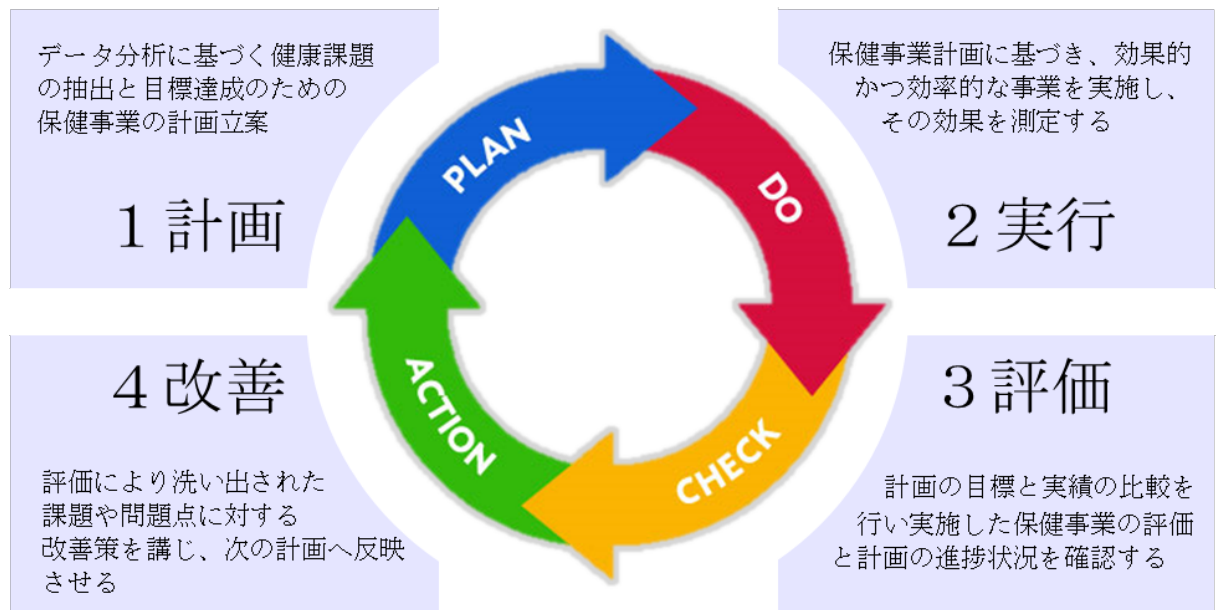 データ分析に基づく健康課題
の抽出と目標達成のための
保健事業の計画立案
1計画
保健事業計画に基づき、効果的
かつ効率的な事業を実施し、
その効果を測定する
2実行
PLAN
DO
CHECK
ACTION
3評価
計画の目標と実績の比較を
行い実施した保健事業の評価
と計画の進捗状況を確認する
4改善
評価により洗い出された
課題や問題点に対する
改善策を講じ、次の計画へ反映
させる